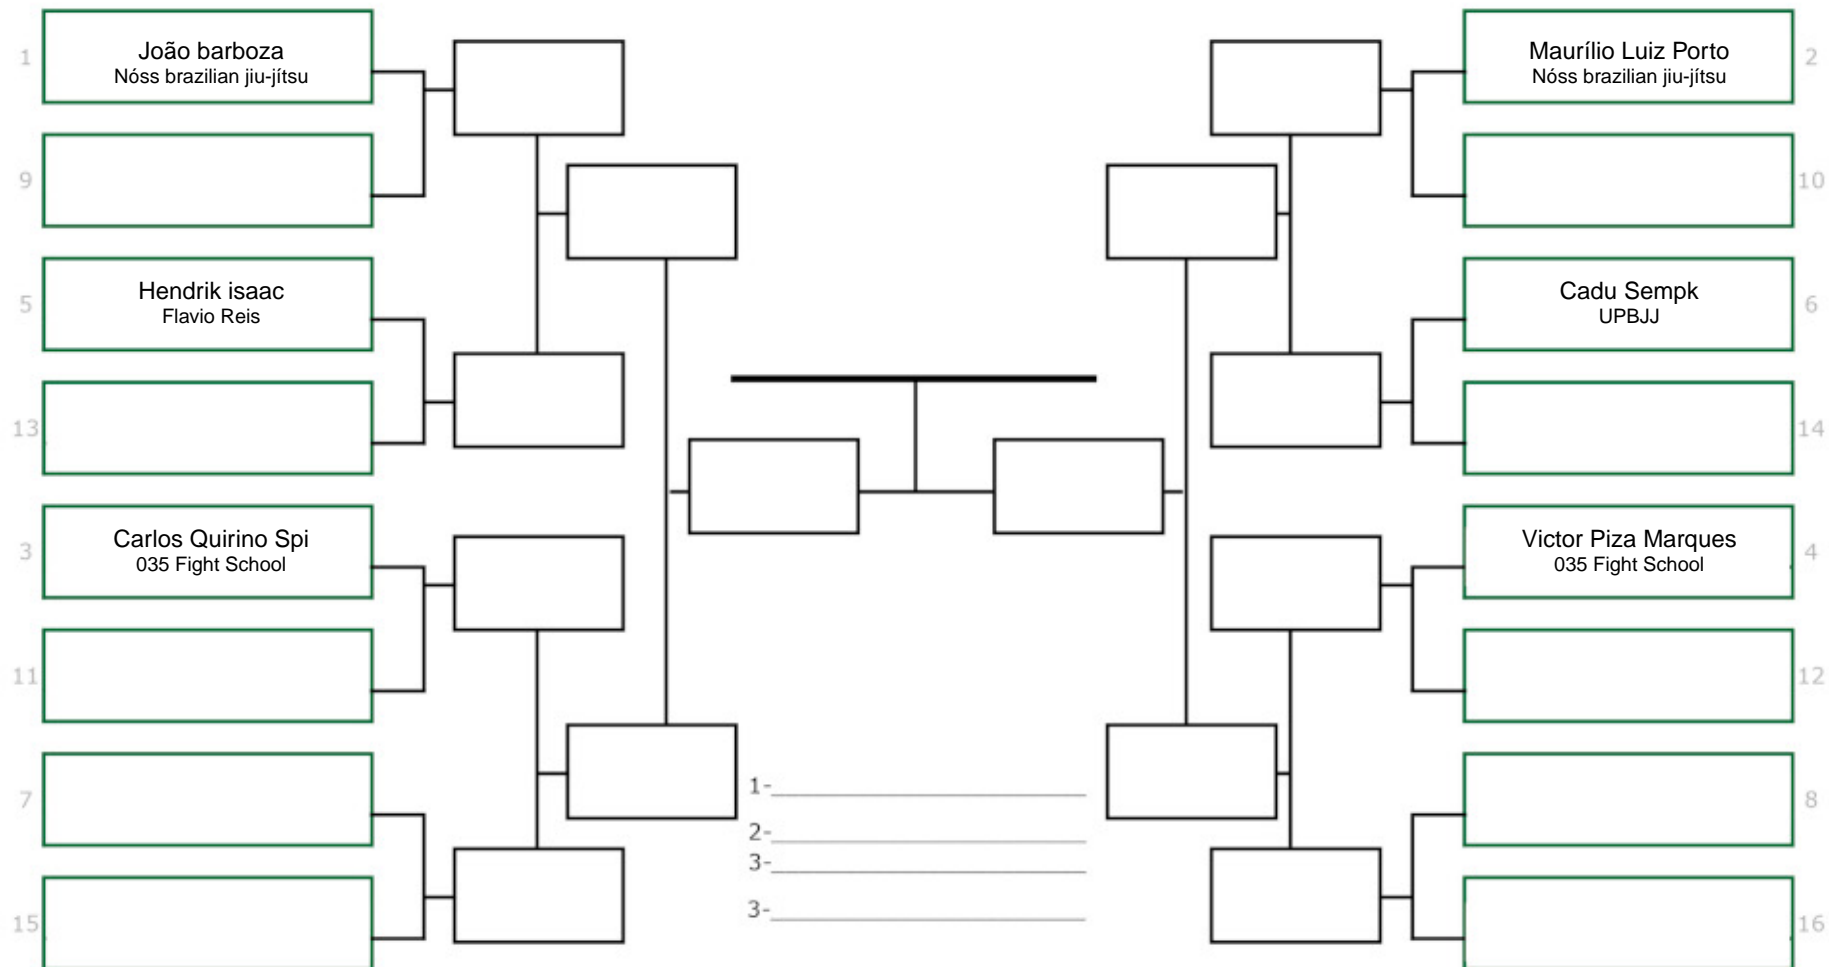 1
João barboza
Nóss brazilian jiu-jítsu
9
5
Hendrik isaac
Flavio Reis
13
3
Carlos Quirino Spi
035 Fight School
11
7
15
1-
2-
3-
3-
Maurílio Luiz Porto
Nóss brazilian jiu-jítsu
2
10
Cadu Sempk
UPBJJ
6
14
Victor Piza Marques
035 Fight School
4
12
8
16